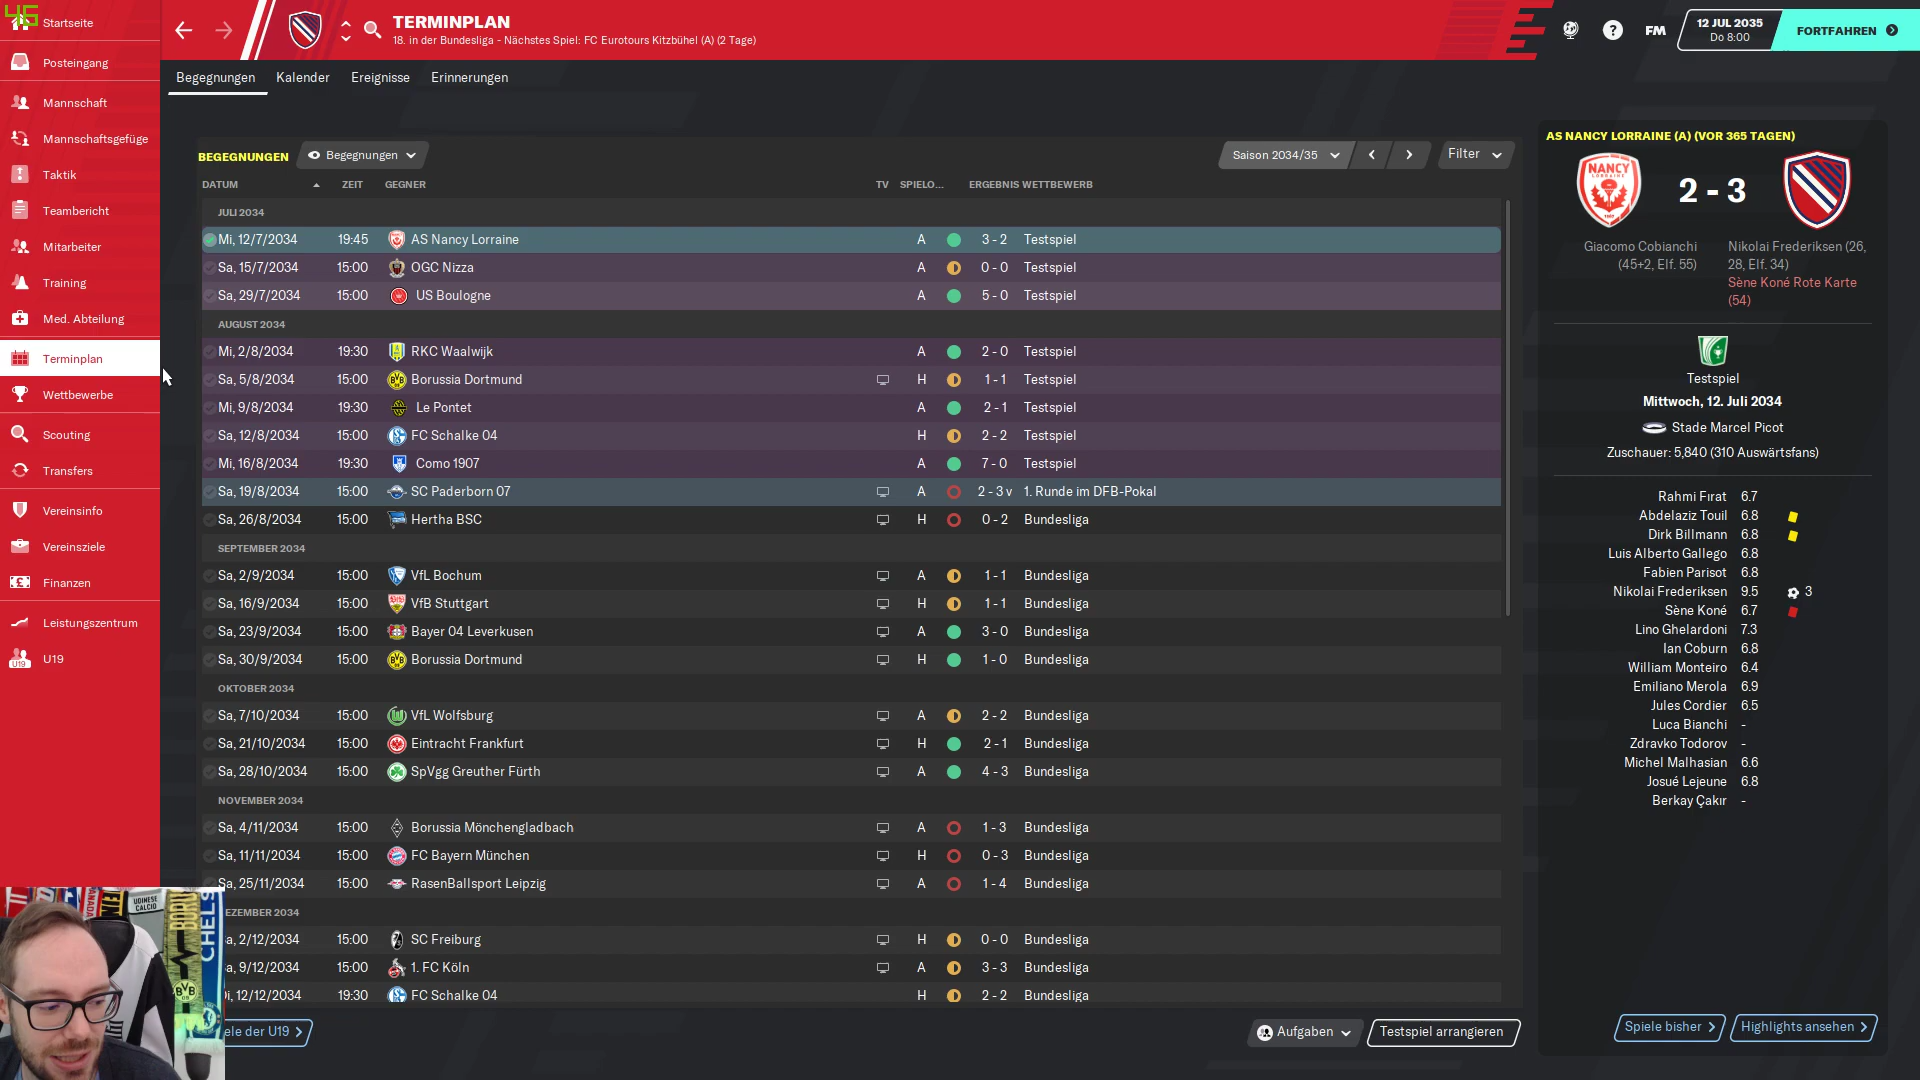 46
Startseite
Posteingang
Mannschaft
Mannschaftsgefüge
Taktik
Teambericht
Mitarbeiter
Training
Med. Abteilung
Terminplan
Wettbewerbe
Scouting
Transfers
Vereinsinfo
Vereinsziele
Finanzen
Leistungszentrum
U19
TERMINPLAN
18. in der Bundesliga - Nächstes Spiel: FC Eurotours Kitzbühel (A) (2 Tage)
FM
12 JUL 2035
Do 8:00
FORTFAHREN
Begegnungen Kalender Ereignisse Erinnerungen
BEGEGNUNGEN Begegnungen Saison 2034/35 Filter
DATUM ZEIT GEGNER TV SPIELO... ERGEBNIS WETTBEWERB
JULI 2034
Mi, 12/7/2034 19:45 AS Nancy Lorraine A 3 - 2 Testspiel
Sa, 15/7/2034 15:00 OGC Nizza A 0 - 0 Testspiel
Sa, 29/7/2034 15:00 US Boulogne A 5 - 0 Testspiel
AUGUST 2034
Mi, 2/8/2034 19:30 RKC Waalwijk A 2 - 0 Testspiel
Sa, 5/8/2034 15:00 Borussia Dortmund H 1 - 1 Testspiel
Mi, 9/8/2034 19:30 Le Pontet A 2 - 1 Testspiel
Sa, 12/8/2034 15:00 FC Schalke 04 H 2 - 2 Testspiel
Mi, 16/8/2034 19:30 Como 1907 A 7 - 0 Testspiel
Sa, 19/8/2034 15:00 SC Paderborn 07 A 2 - 3 v 1. Runde im DFB-Pokal
Sa, 26/8/2034 15:00 Hertha BSC H 0 - 2 Bundesliga
SEPTEMBER 2034
Sa, 2/9/2034 15:00 VfL Bochum A 1 - 1 Bundesliga
Sa, 16/9/2034 15:00 VfB Stuttgart H 1 - 1 Bundesliga
Sa, 23/9/2034 15:00 Bayer 04 Leverkusen A 3 - 0 Bundesliga
Sa, 30/9/2034 15:00 Borussia Dortmund H 1 - 0 Bundesliga
OKTOBER 2034
Sa, 7/10/2034 15:00 VfL Wolfsburg A 2 - 2 Bundesliga
Sa, 21/10/2034 15:00 Eintracht Frankfurt H 2 - 1 Bundesliga
Sa, 28/10/2034 15:00 SpVgg Greuther Fürth A 4 - 3 Bundesliga
NOVEMBER 2034
Sa, 4/11/2034 15:00 Borussia Mönchengladbach A 1 - 3 Bundesliga
Sa, 11/11/2034 15:00 FC Bayern München H 0 - 3 Bundesliga
Sa, 25/11/2034 15:00 RasenBallsport Leipzig A 1 - 4 Bundesliga
EZEMBER 2034
a, 2/12/2034 15:00 SC Freiburg H 0 - 0 Bundesliga
a, 9/12/2034 15:00 1. FC Köln A 3 - 3 Bundesliga
i, 12/12/2034 19:30 FC Schalke 04 H 2 - 2 Bundesliga
ele der U19
Aufgaben
Testspiel arrangieren
AS NANCY LORRAINE (A) (VOR 365 TAGEN)
NANCY
2 - 3
Giacomo Cobianchi
(45+2, Elf. 55)
Nikolai Frederiksen (26,
28, Elf. 34)
Sène Koné Rote Karte
(54)
Testspiel
Mittwoch, 12. Juli 2034
Stade Marcel Picot
Zuschauer: 5,840 (310 Auswärtsfans)
Rahmi Fırat 6.7
Abdelaziz Touil 6.8
Dirk Billmann 6.8
Luis Alberto Gallego 6.8
Fabien Parisot 6.8
Nikolai Frederiksen 9.5 3
Sène Koné 6.7
Lino Ghelardoni 7.3
Ian Coburn 6.8
William Monteiro 6.4
Emiliano Merola 6.9
Jules Cordier 6.5
Luca Bianchi -
Zdravko Todorov -
Michel Malhasian 6.6
Josué Lejeune 6.8
Berkay Çakır -
Spiele bisher
Highlights ansehen
UDINESE
CALCIO
BORU
CHELS
BVB